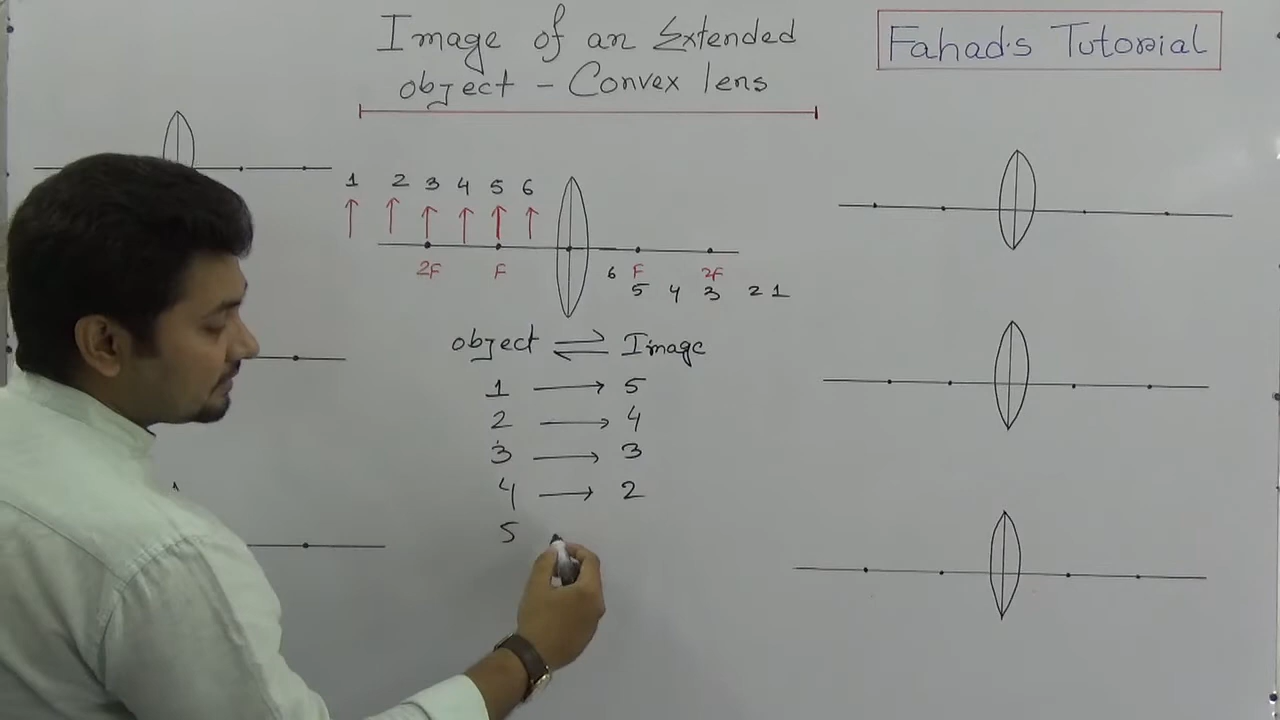 Image of an Extended
object - Convex lens
Fahad's Tutorial
1 2 3 4 5 6
2F F F 2F
6
5 4 3 2 1
object ⇌ Image
1 → 5
2 → 4
3 → 3
4 → 2
5